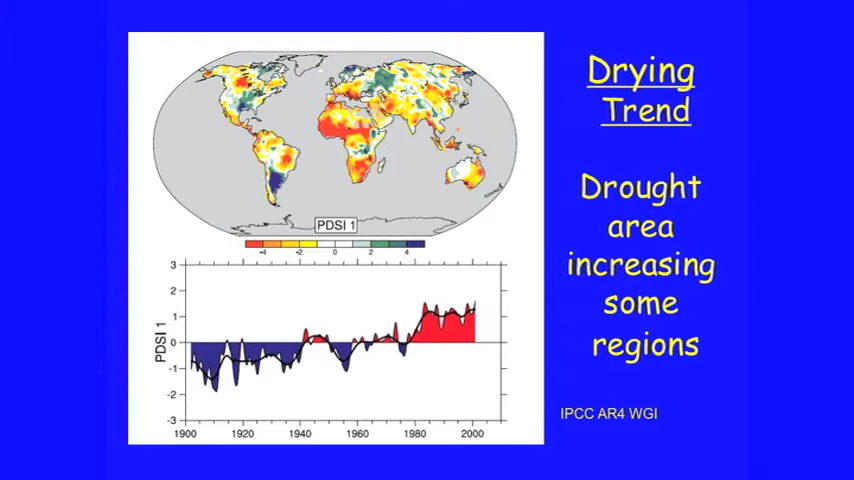 Drying
Trend
Drought
area
increasing
some
regions
IPCC AR4 WGI
PDSI 1
-4 -2 0 2 4
PDSI 1
3
2
1
0
-1
-2
-3
1900 1920 1940 1960 1980 2000